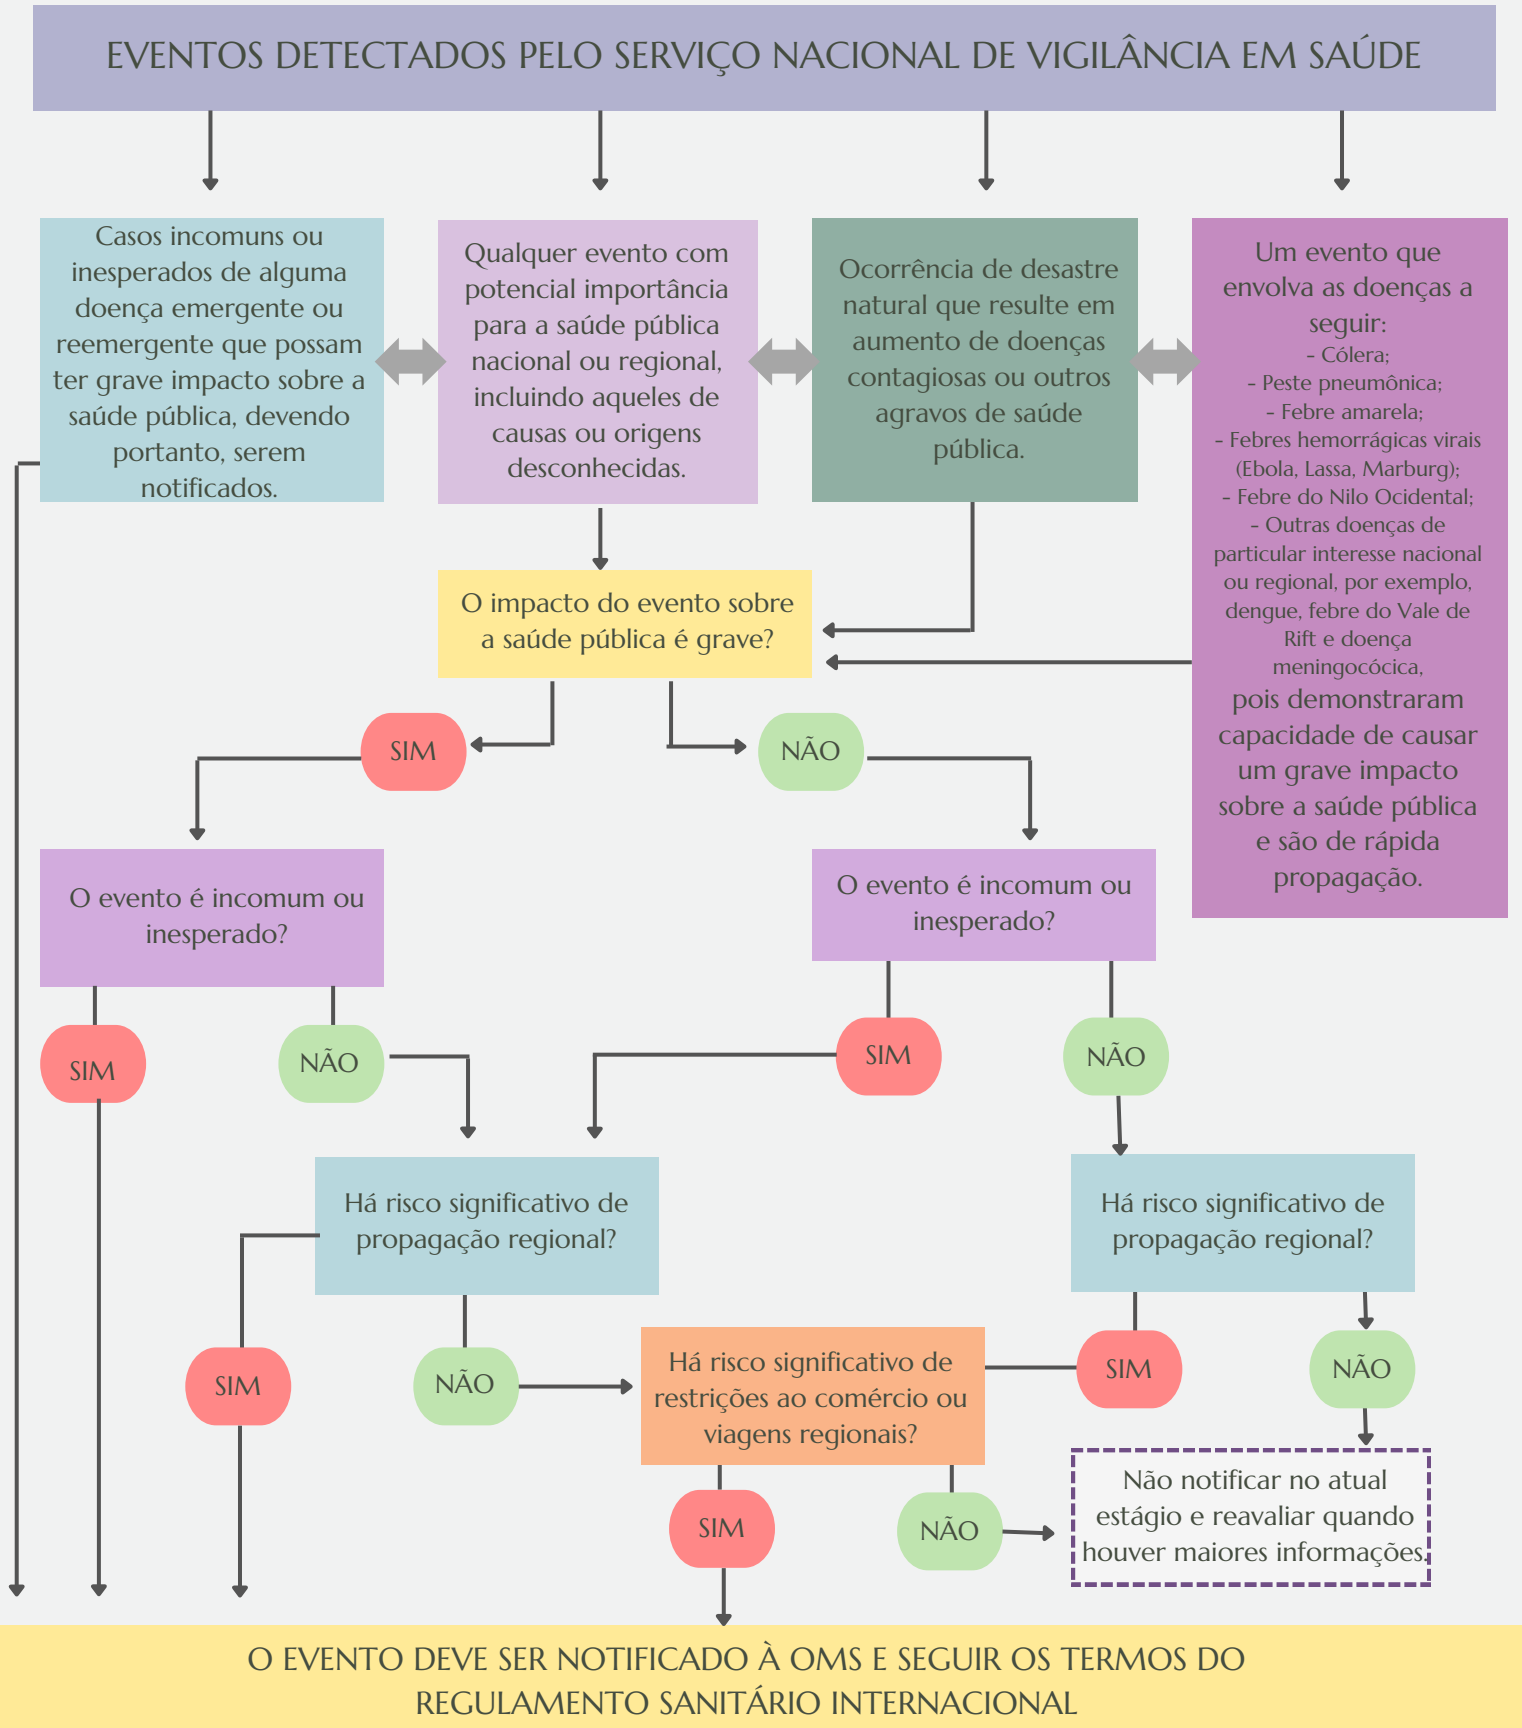 EVENTOS DETECTADOS PELO SERVIÇO NACIONAL DE VIGILÂNCIA EM SAÚDE
Casos incomuns ou
inesperados de alguma
doença emergente ou
reemergente que possam
ter grave impacto sobre a
saúde pública, devendo
portanto, serem
notificados.
Qualquer evento com
potencial importância
para a saúde pública
nacional ou regional,
incluindo aqueles de
causas ou origens
desconhecidas.
Ocorrência de desastre
natural que resulte em
aumento de doenças
contagiosas ou outros
agravos de saúde
pública.
Um evento que
envolva as doenças a
seguir:
- Cólera;
- Peste pneumônica;
- Febre amarela;
- Febres hemorrágicas virais
(Ebola, Lassa, Marburg);
- Febre do Nilo Ocidental;
- Outras doenças de
particular interesse nacional
ou regional, por exemplo,
dengue, febre do Vale de
Rift e doença
meningocócica,
pois demonstraram
capacidade de causar
um grave impacto
sobre a saúde pública
e são de rápida
propagação.
O impacto do evento sobre
a saúde pública é grave?
SIM
NÃO
O evento é incomum ou
inesperado?
O evento é incomum ou
inesperado?
SIM
NÃO
SIM
NÃO
Há risco significativo de
propagação regional?
Há risco significativo de
propagação regional?
SIM
NÃO
Há risco significativo de
restrições ao comércio ou
viagens regionais?
SIM
NÃO
SIM
NÃO
Não notificar no atual
estágio e reavaliar quando
houver maiores informações.
O EVENTO DEVE SER NOTIFICADO À OMS E SEGUIR OS TERMOS DO
REGULAMENTO SANITÁRIO INTERNACIONAL